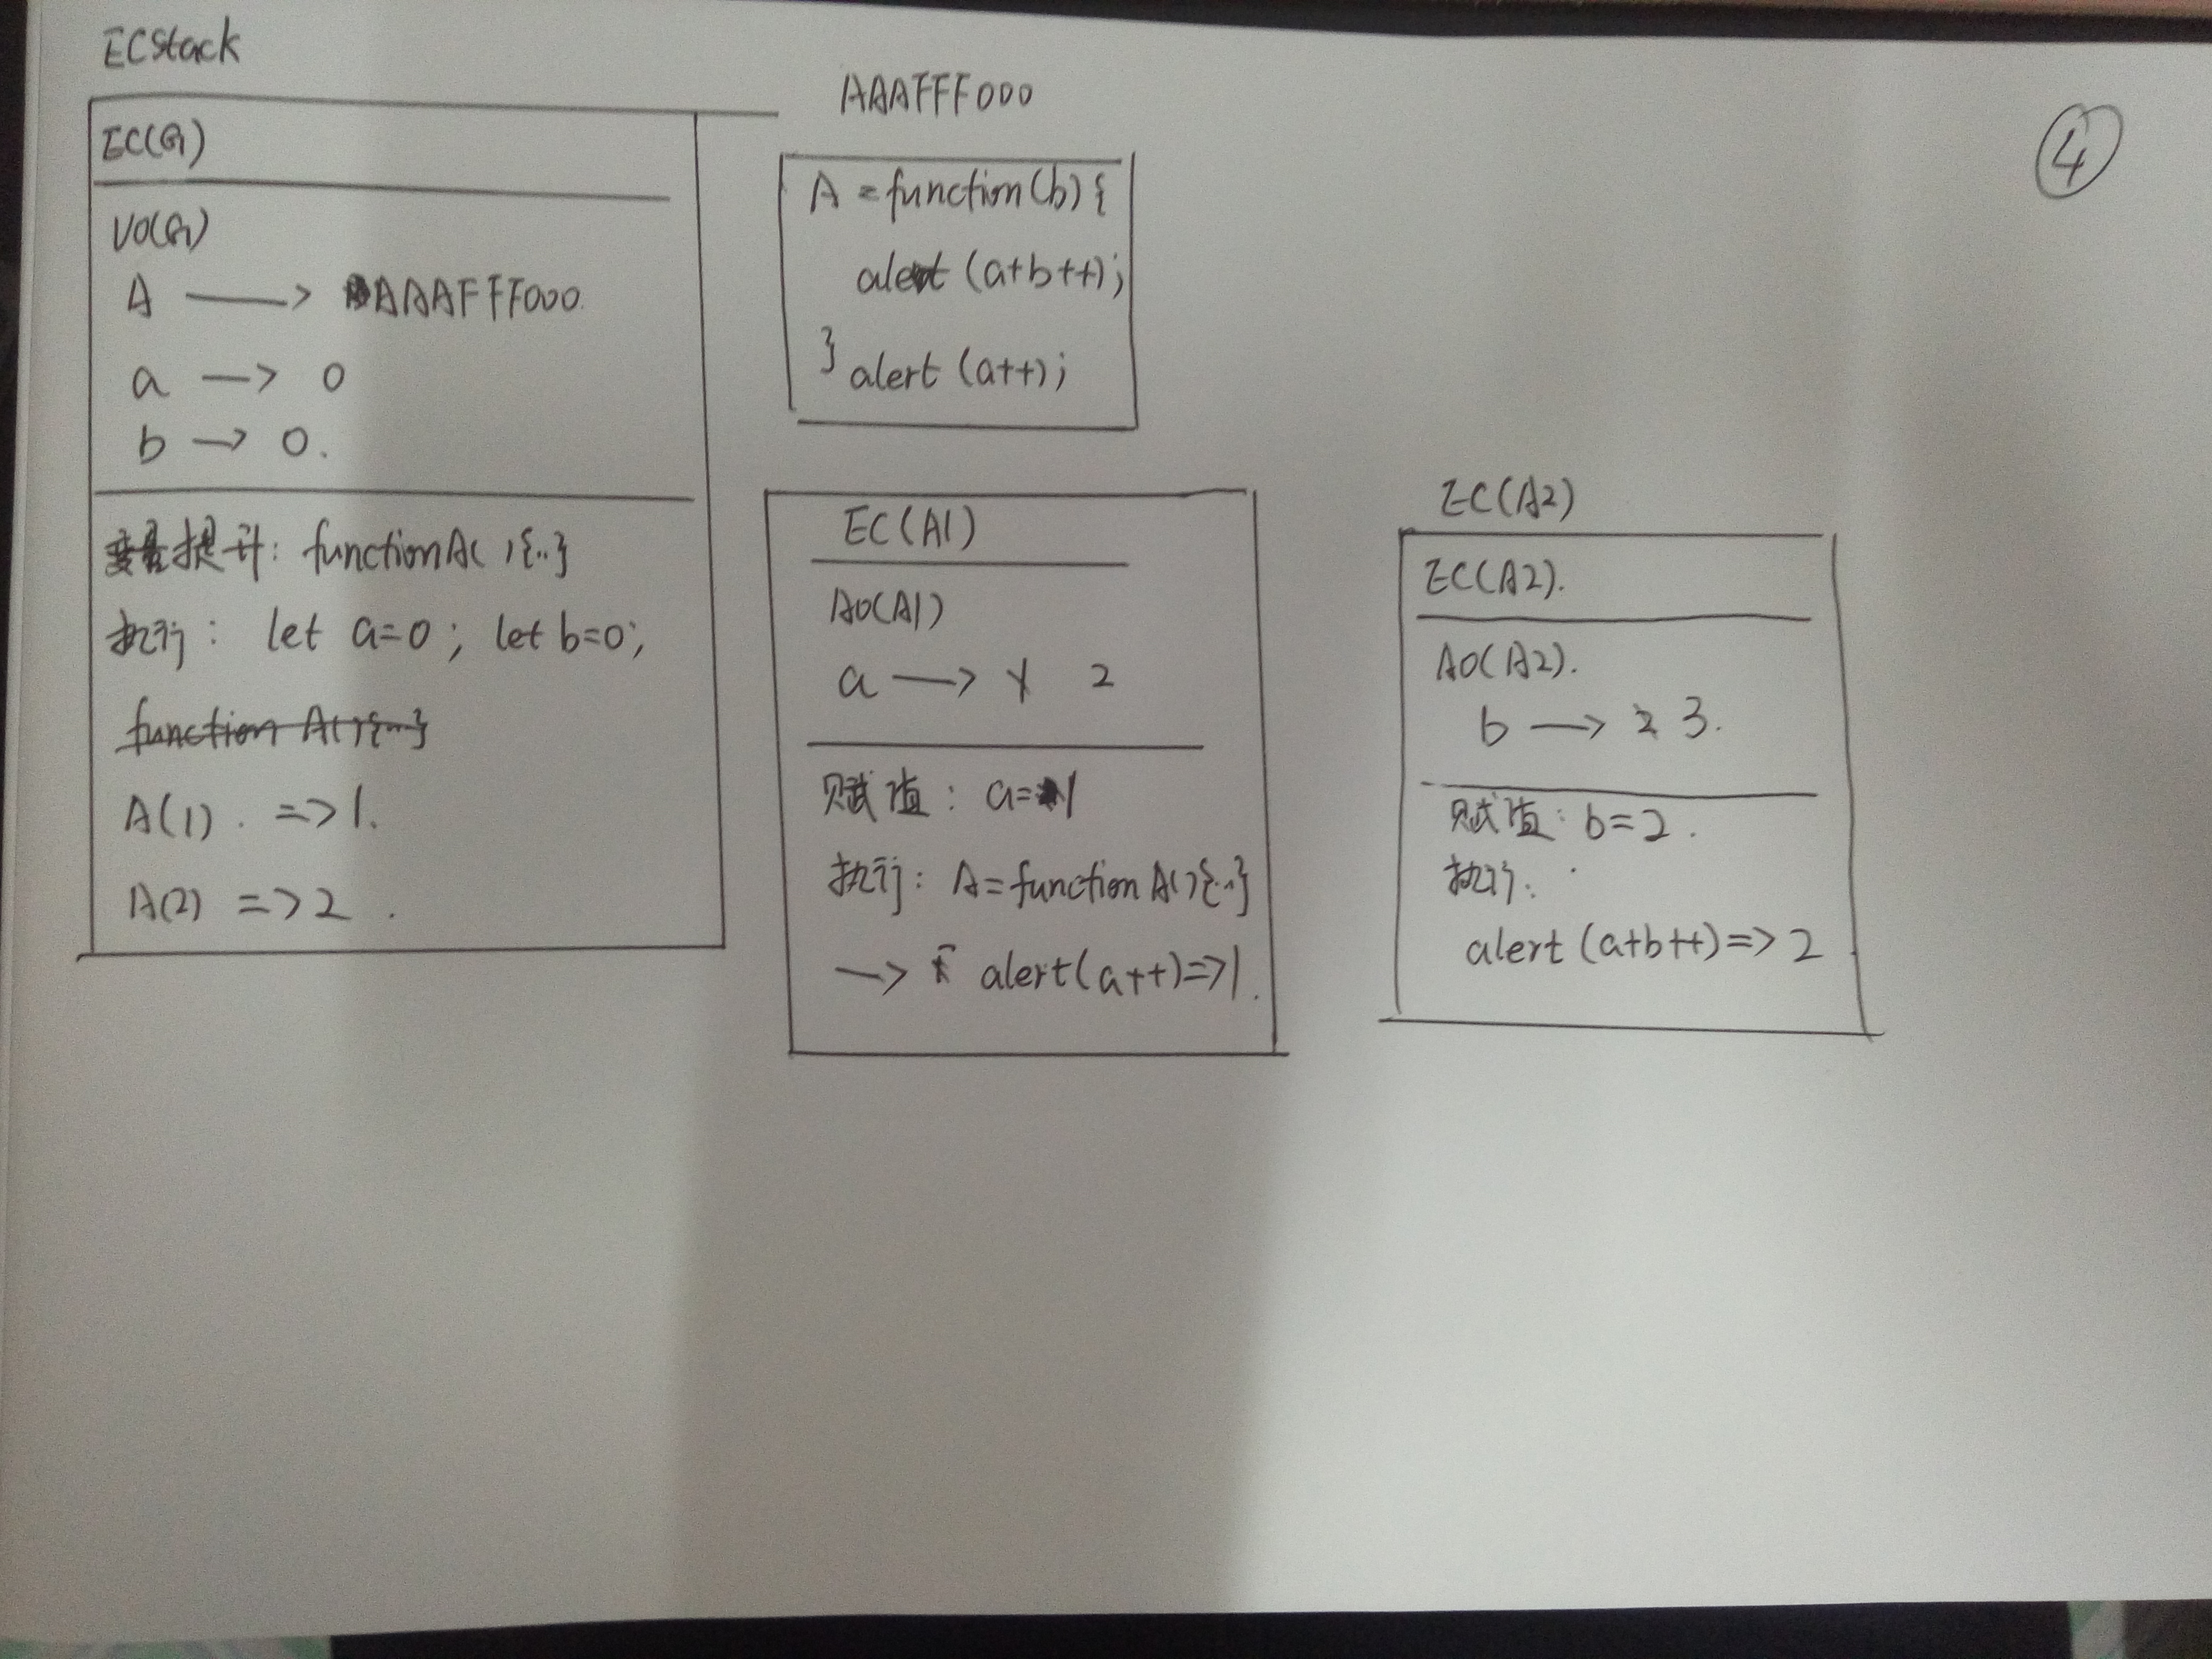 ECStack
EC(G)
VO(G)
A ——> AAAFFF000
a —> 0
b —> 0.
变量提升: functionA( ){..}
执行: let a=0; let b=0;
function A( ){...}
A(1). =>1.
A(2) =>2.
AAAFFF000
A =function(b){
alert (a+b++);
} alert (a++);
EC(A1)
AO(A1)
a —> 1 2
赋值: a=1
执行: A=function A( ){..}
—> alert(a++)=>1.
EC(A2)
EC(A2).
AO(A2).
b —> 2 3.
赋值: b=2.
执行:
alert (a+b++)=>2
④